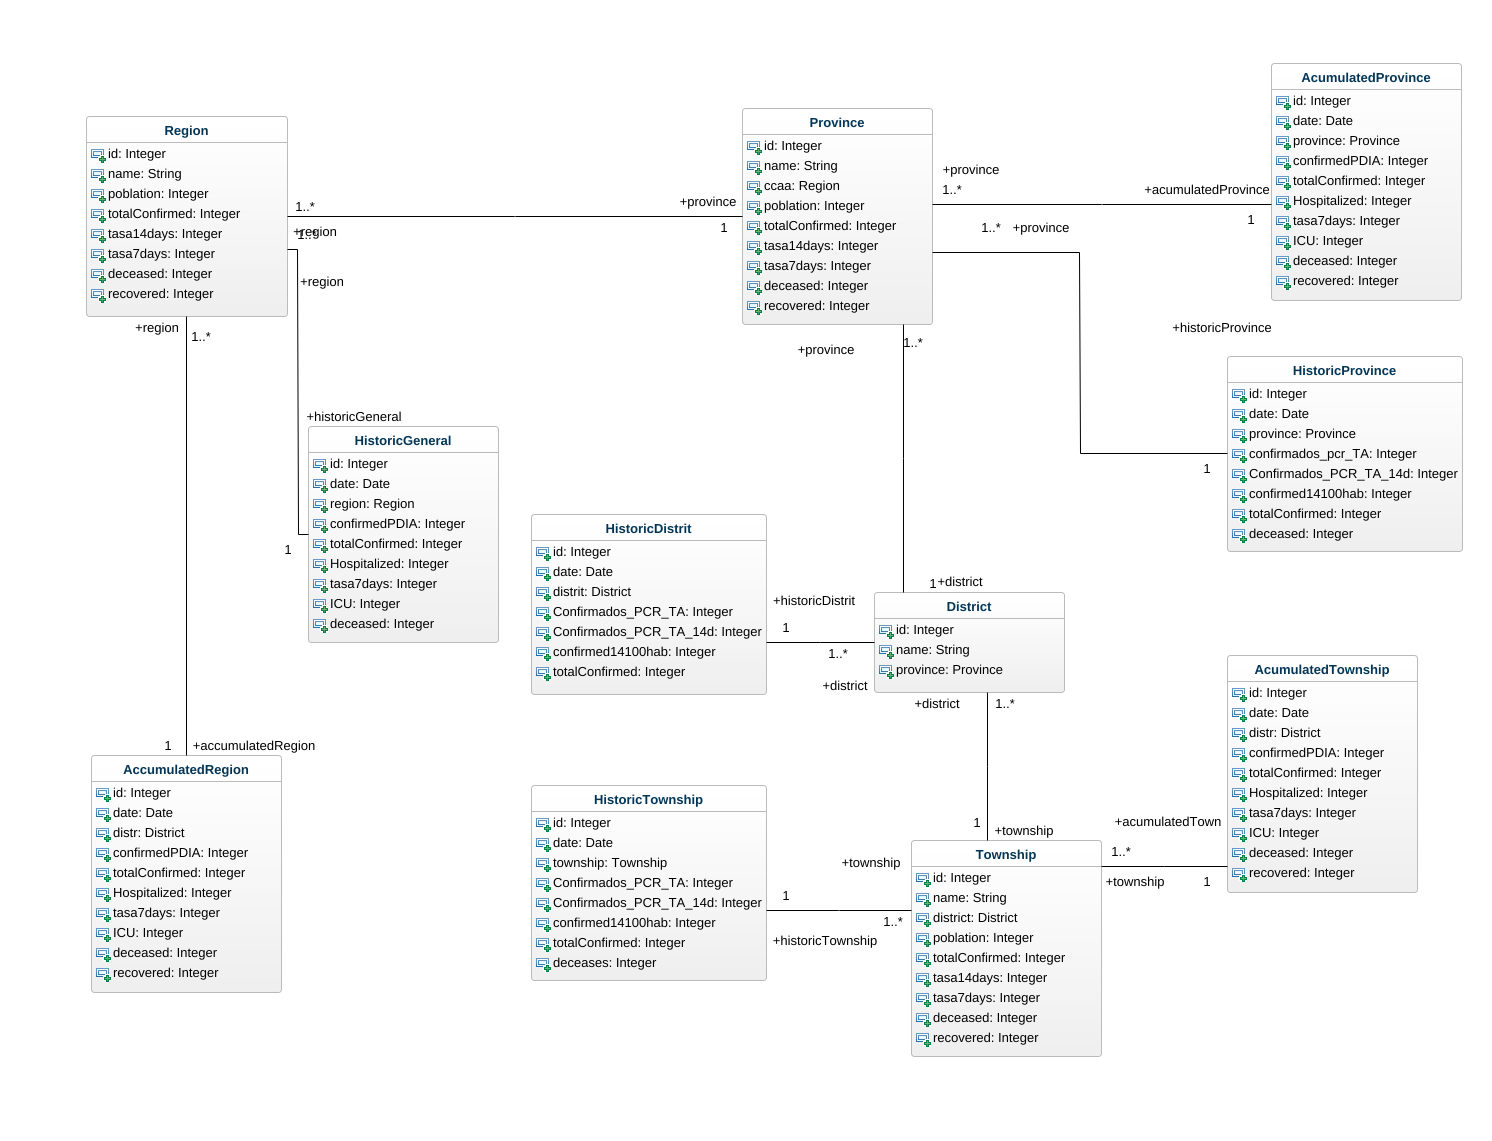 Region
id: Integer
name: String
poblation: Integer
totalConfirmed: Integer
tasa14days: Integer
tasa7days: Integer
deceased: Integer
recovered: Integer
1..*
+region
1..*
+region
+region
1..*
+province
1
Province
id: Integer
name: String
ccaa: Region
poblation: Integer
totalConfirmed: Integer
tasa14days: Integer
tasa7days: Integer
deceased: Integer
recovered: Integer
+province
1..*
+acumulatedProvince
1
1..*
+province
+province
1..*
AcumulatedProvince
id: Integer
date: Date
province: Province
confirmedPDIA: Integer
totalConfirmed: Integer
Hospitalized: Integer
tasa7days: Integer
ICU: Integer
deceased: Integer
recovered: Integer
+historicProvince
1
HistoricProvince
id: Integer
date: Date
province: Province
confirmados_pcr_TA: Integer
Confirmados_PCR_TA_14d: Integer
confirmed14100hab: Integer
totalConfirmed: Integer
deceased: Integer
+historicGeneral
1
HistoricGeneral
id: Integer
date: Date
region: Region
confirmedPDIA: Integer
totalConfirmed: Integer
Hospitalized: Integer
tasa7days: Integer
ICU: Integer
deceased: Integer
HistoricDistrit
id: Integer
date: Date
distrit: District
Confirmados_PCR_TA: Integer
Confirmados_PCR_TA_14d: Integer
confirmed14100hab: Integer
totalConfirmed: Integer
+historicDistrit
1
1..*
+district
1
+district
District
id: Integer
name: String
province: Province
+district
1..*
1
+township
1
+accumulatedRegion
AccumulatedRegion
id: Integer
date: Date
distr: District
confirmedPDIA: Integer
totalConfirmed: Integer
Hospitalized: Integer
tasa7days: Integer
ICU: Integer
deceased: Integer
recovered: Integer
HistoricTownship
id: Integer
date: Date
township: Township
Confirmados_PCR_TA: Integer
Confirmados_PCR_TA_14d: Integer
confirmed14100hab: Integer
totalConfirmed: Integer
deceases: Integer
+township
1
1..*
+historicTownship
Township
id: Integer
name: String
district: District
poblation: Integer
totalConfirmed: Integer
tasa14days: Integer
tasa7days: Integer
deceased: Integer
recovered: Integer
+acumulatedTown
1..*
+township
1
AcumulatedTownship
id: Integer
date: Date
distr: District
confirmedPDIA: Integer
totalConfirmed: Integer
Hospitalized: Integer
tasa7days: Integer
ICU: Integer
deceased: Integer
recovered: Integer